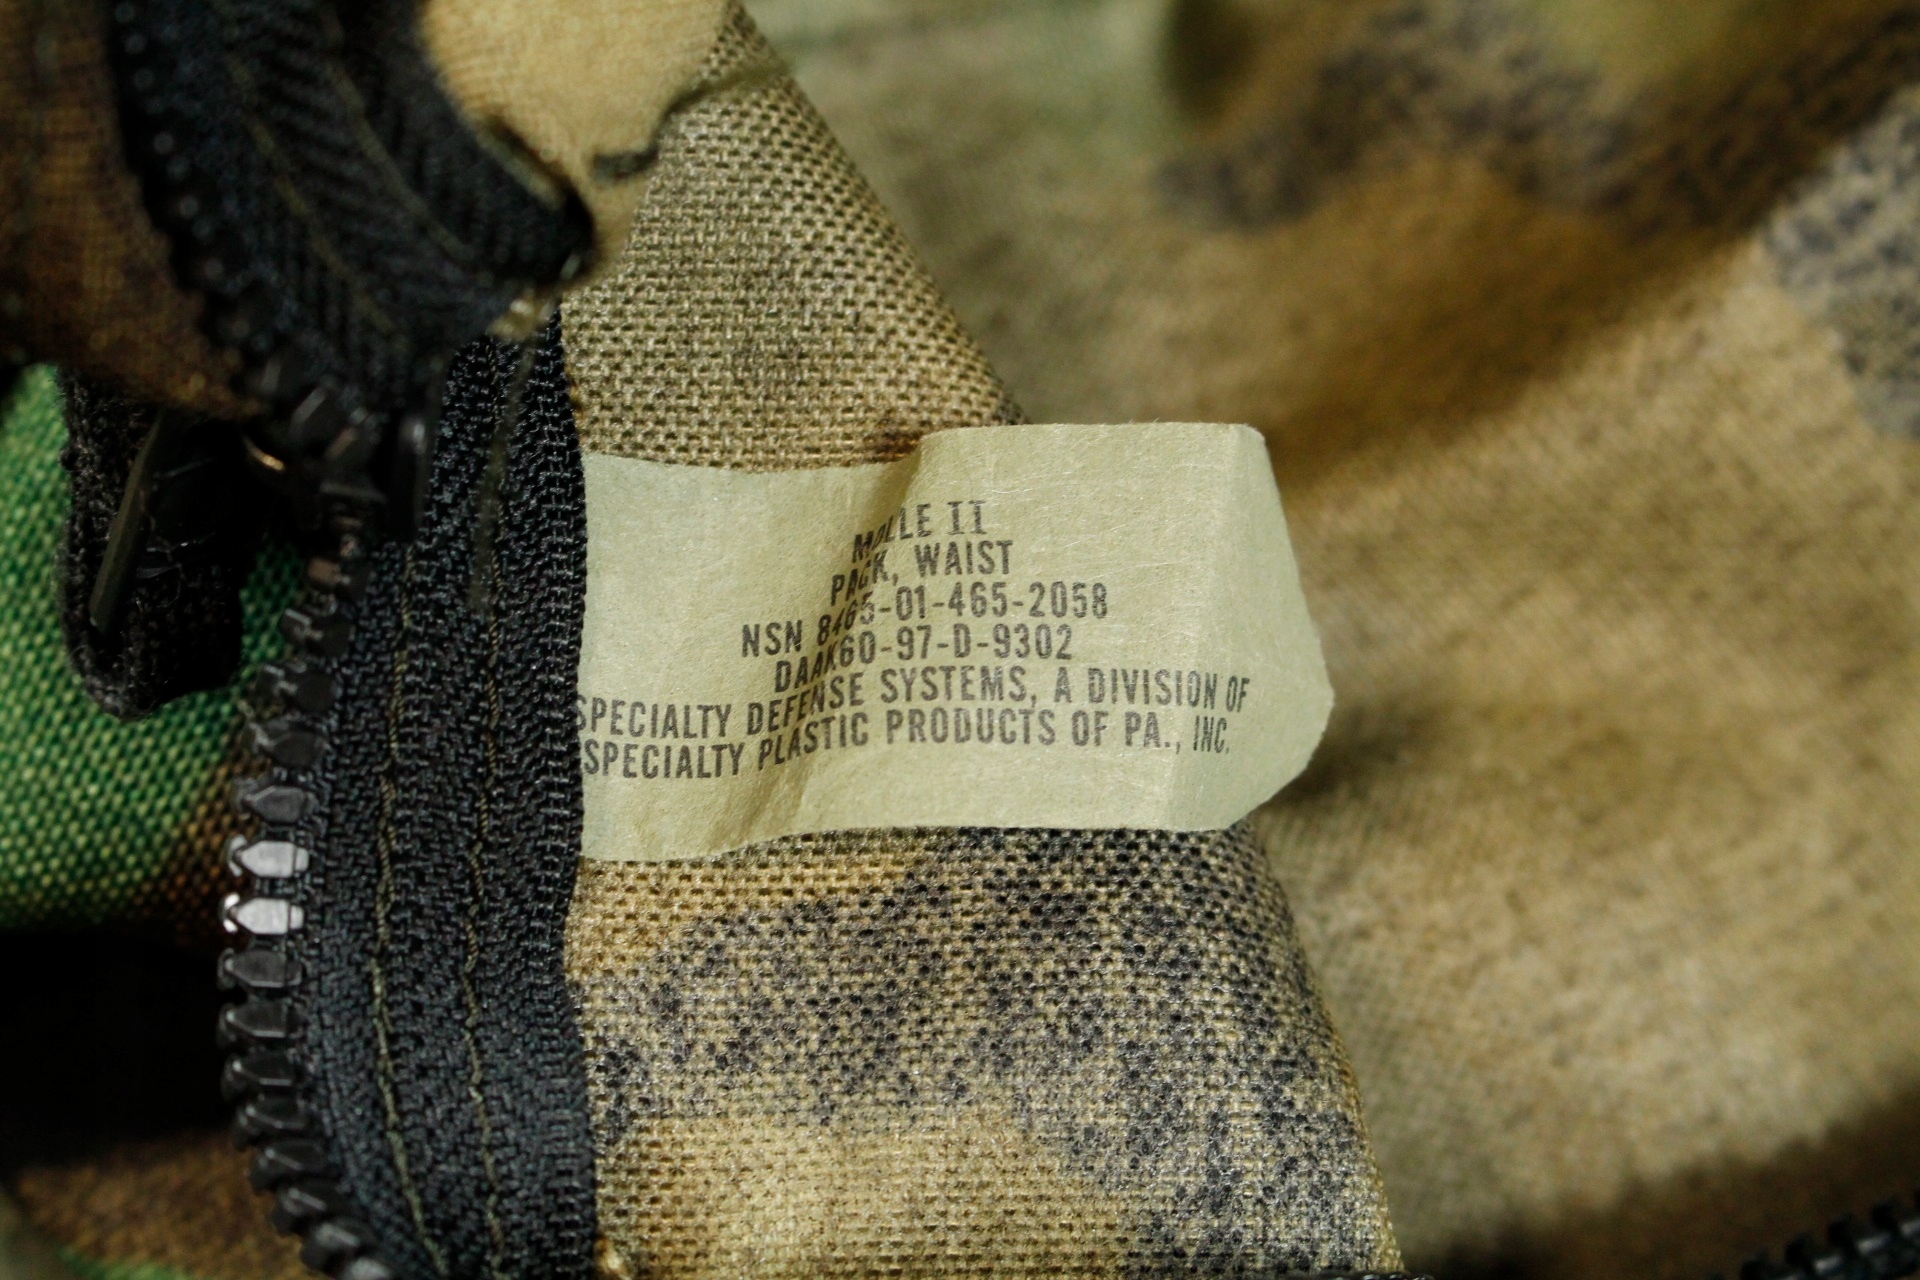 MOLLE II
PACK, WAIST
NSN 8465-01-465-2058
DAAK60-97-D-9302
SPECIALTY DEFENSE SYSTEMS, A DIVISION OF
SPECIALTY PLASTIC PRODUCTS OF PA., INC.